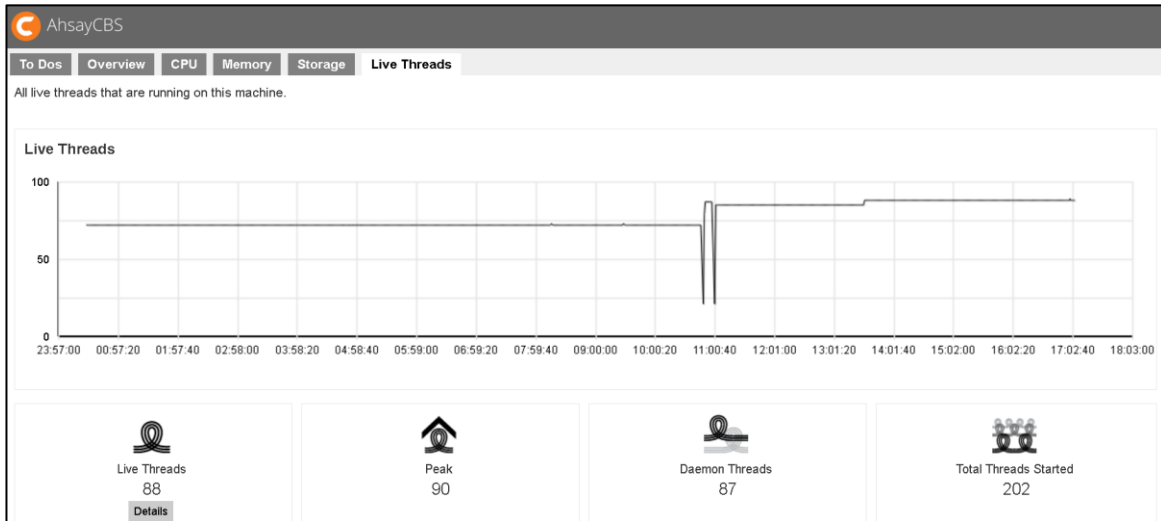 AhsayCBS
To Dos Overview CPU Memory Storage Live Threads
All live threads that are running on this machine.
Live Threads
100
50
0
23:57:00 00:57:20 01:57:40 02:58:00 03:58:20 04:58:40 05:59:00 06:59:20 07:59:40 09:00:00 10:00:20 11:00:40 12:01:00 13:01:20 14:01:40 15:02:00 16:02:20 17:02:40 18:03:00
Live Threads Peak Daemon Threads Total Threads Started
88 90 87 202
Details